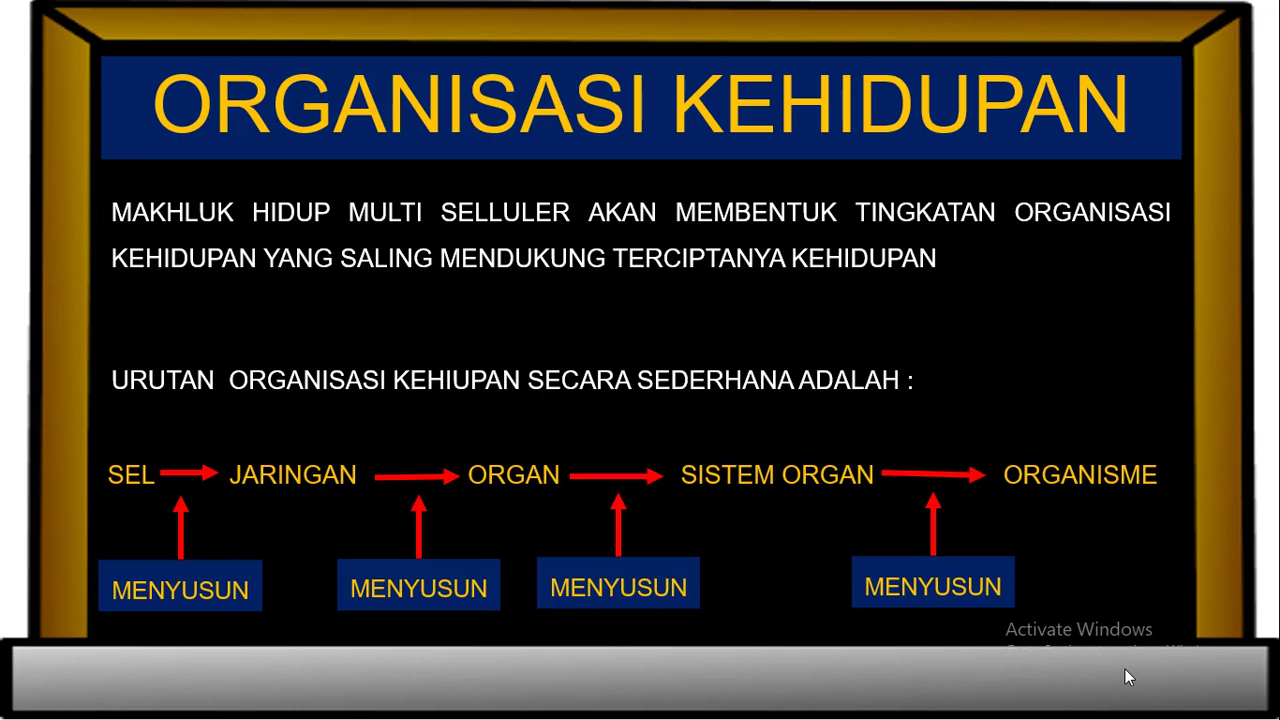 ORGANISASI KEHIDUPAN
MAKHLUK HIDUP MULTI SELLULER AKAN MEMBENTUK TINGKATAN ORGANISASI
KEHIDUPAN YANG SALING MENDUKUNG TERCIPTANYA KEHIDUPAN
URUTAN ORGANISASI KEHIUPAN SECARA SEDERHANA ADALAH :
SEL JARINGAN ORGAN SISTEM ORGAN ORGANISME
MENYUSUN MENYUSUN MENYUSUN MENYUSUN
Activate Windows